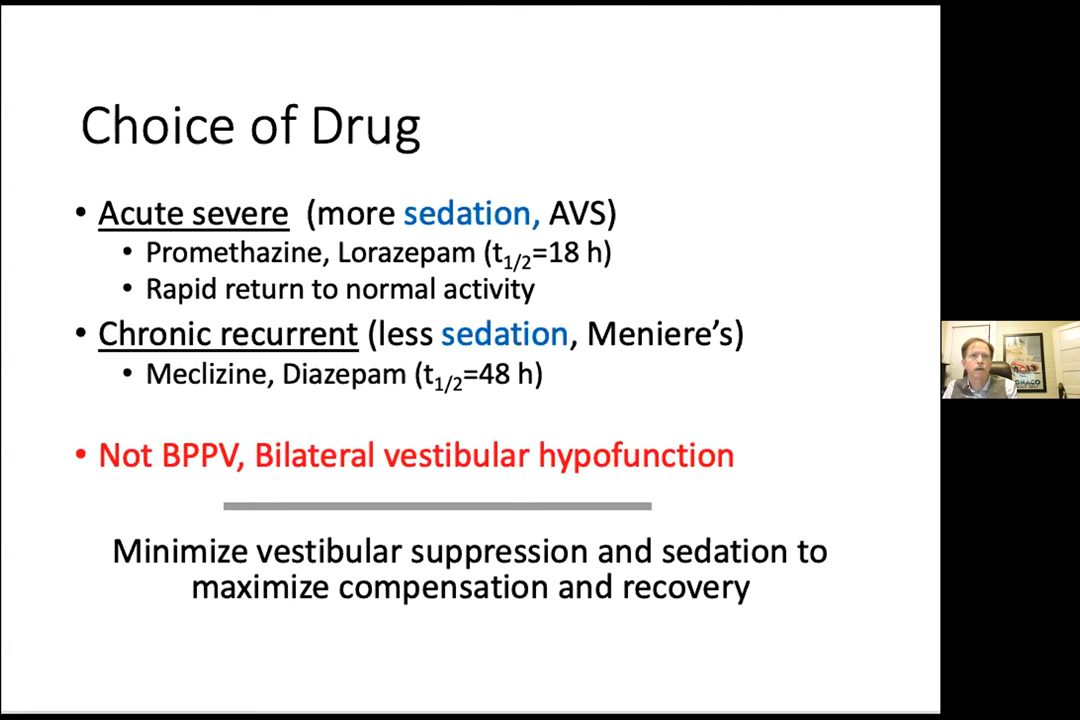 Choice of Drug
• Acute severe (more sedation, AVS)
• Promethazine, Lorazepam (t1/2=18 h)
• Rapid return to normal activity
• Chronic recurrent (less sedation, Meniere’s)
• Meclizine, Diazepam (t1/2=48 h)
• Not BPPV, Bilateral vestibular hypofunction
Minimize vestibular suppression and sedation to
maximize compensation and recovery